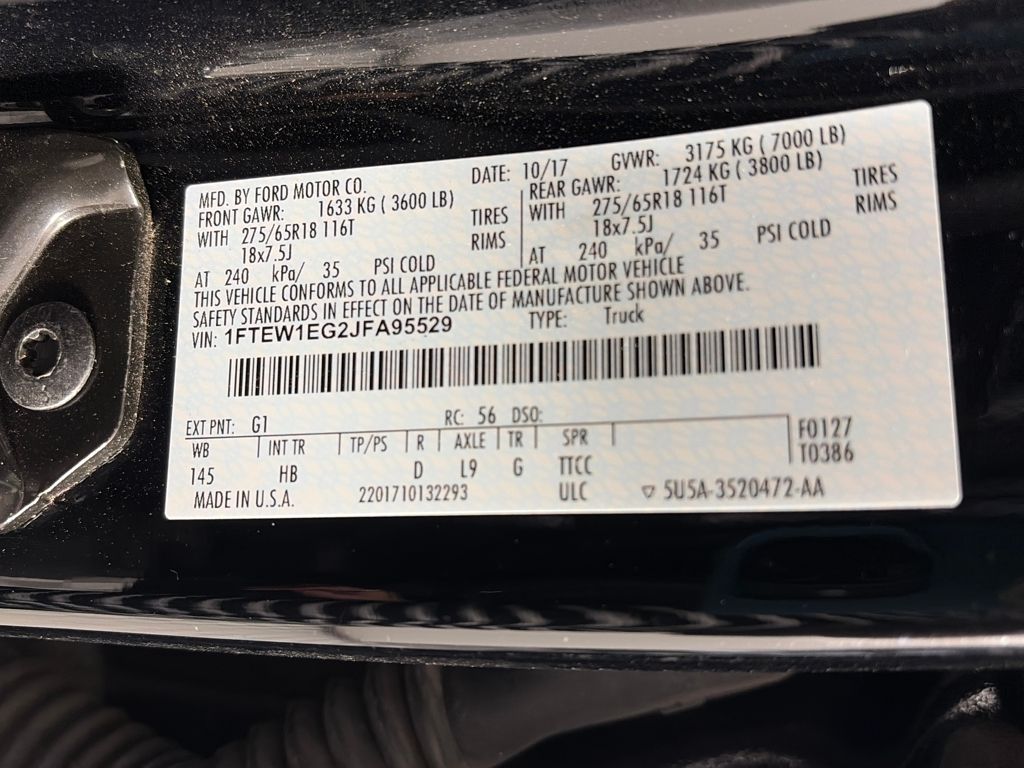 MFD. BY FORD MOTOR CO.
DATE: 10/17
GVWR: 3175 KG ( 7000 LB)
FRONT GAWR: 1633 KG ( 3600 LB)
WITH 275/65R18 116T TIRES
18x7.5J RIMS
AT 240 kPa/ 35 PSI COLD
REAR GAWR: 1724 KG ( 3800 LB)
WITH 275/65R18 116T TIRES
18x7.5J RIMS
AT 240 kPa/ 35 PSI COLD
THIS VEHICLE CONFORMS TO ALL APPLICABLE FEDERAL MOTOR VEHICLE
SAFETY STANDARDS IN EFFECT ON THE DATE OF MANUFACTURE SHOWN ABOVE.
VIN: 1FTEW1EG2JFA95529 TYPE: Truck
EXT PNT: G1 RC: 56 DSO:
WB INT TR TP/PS R AXLE TR SPR F0127
145 HB D L9 G TTCC T0386
MADE IN U.S.A. 2201710132293 ULC ▽ 5U5A-3520472-AA